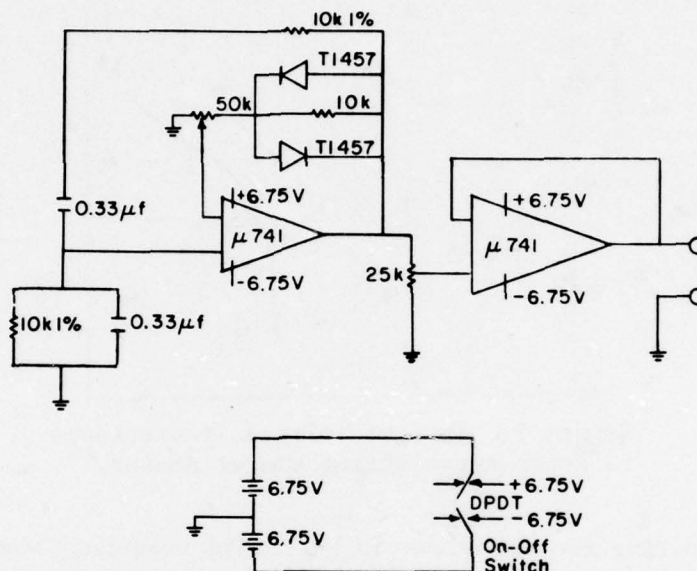 10k 1%
T1457
50k
10k
T1457
0.33μf
+6.75V
μ741
-6.75V
+6.75V
μ741
-6.75V
25k
10k 1%
0.33μf
6.75V
6.75V
+6.75V
DPDT
-6.75V
On-Off
Switch